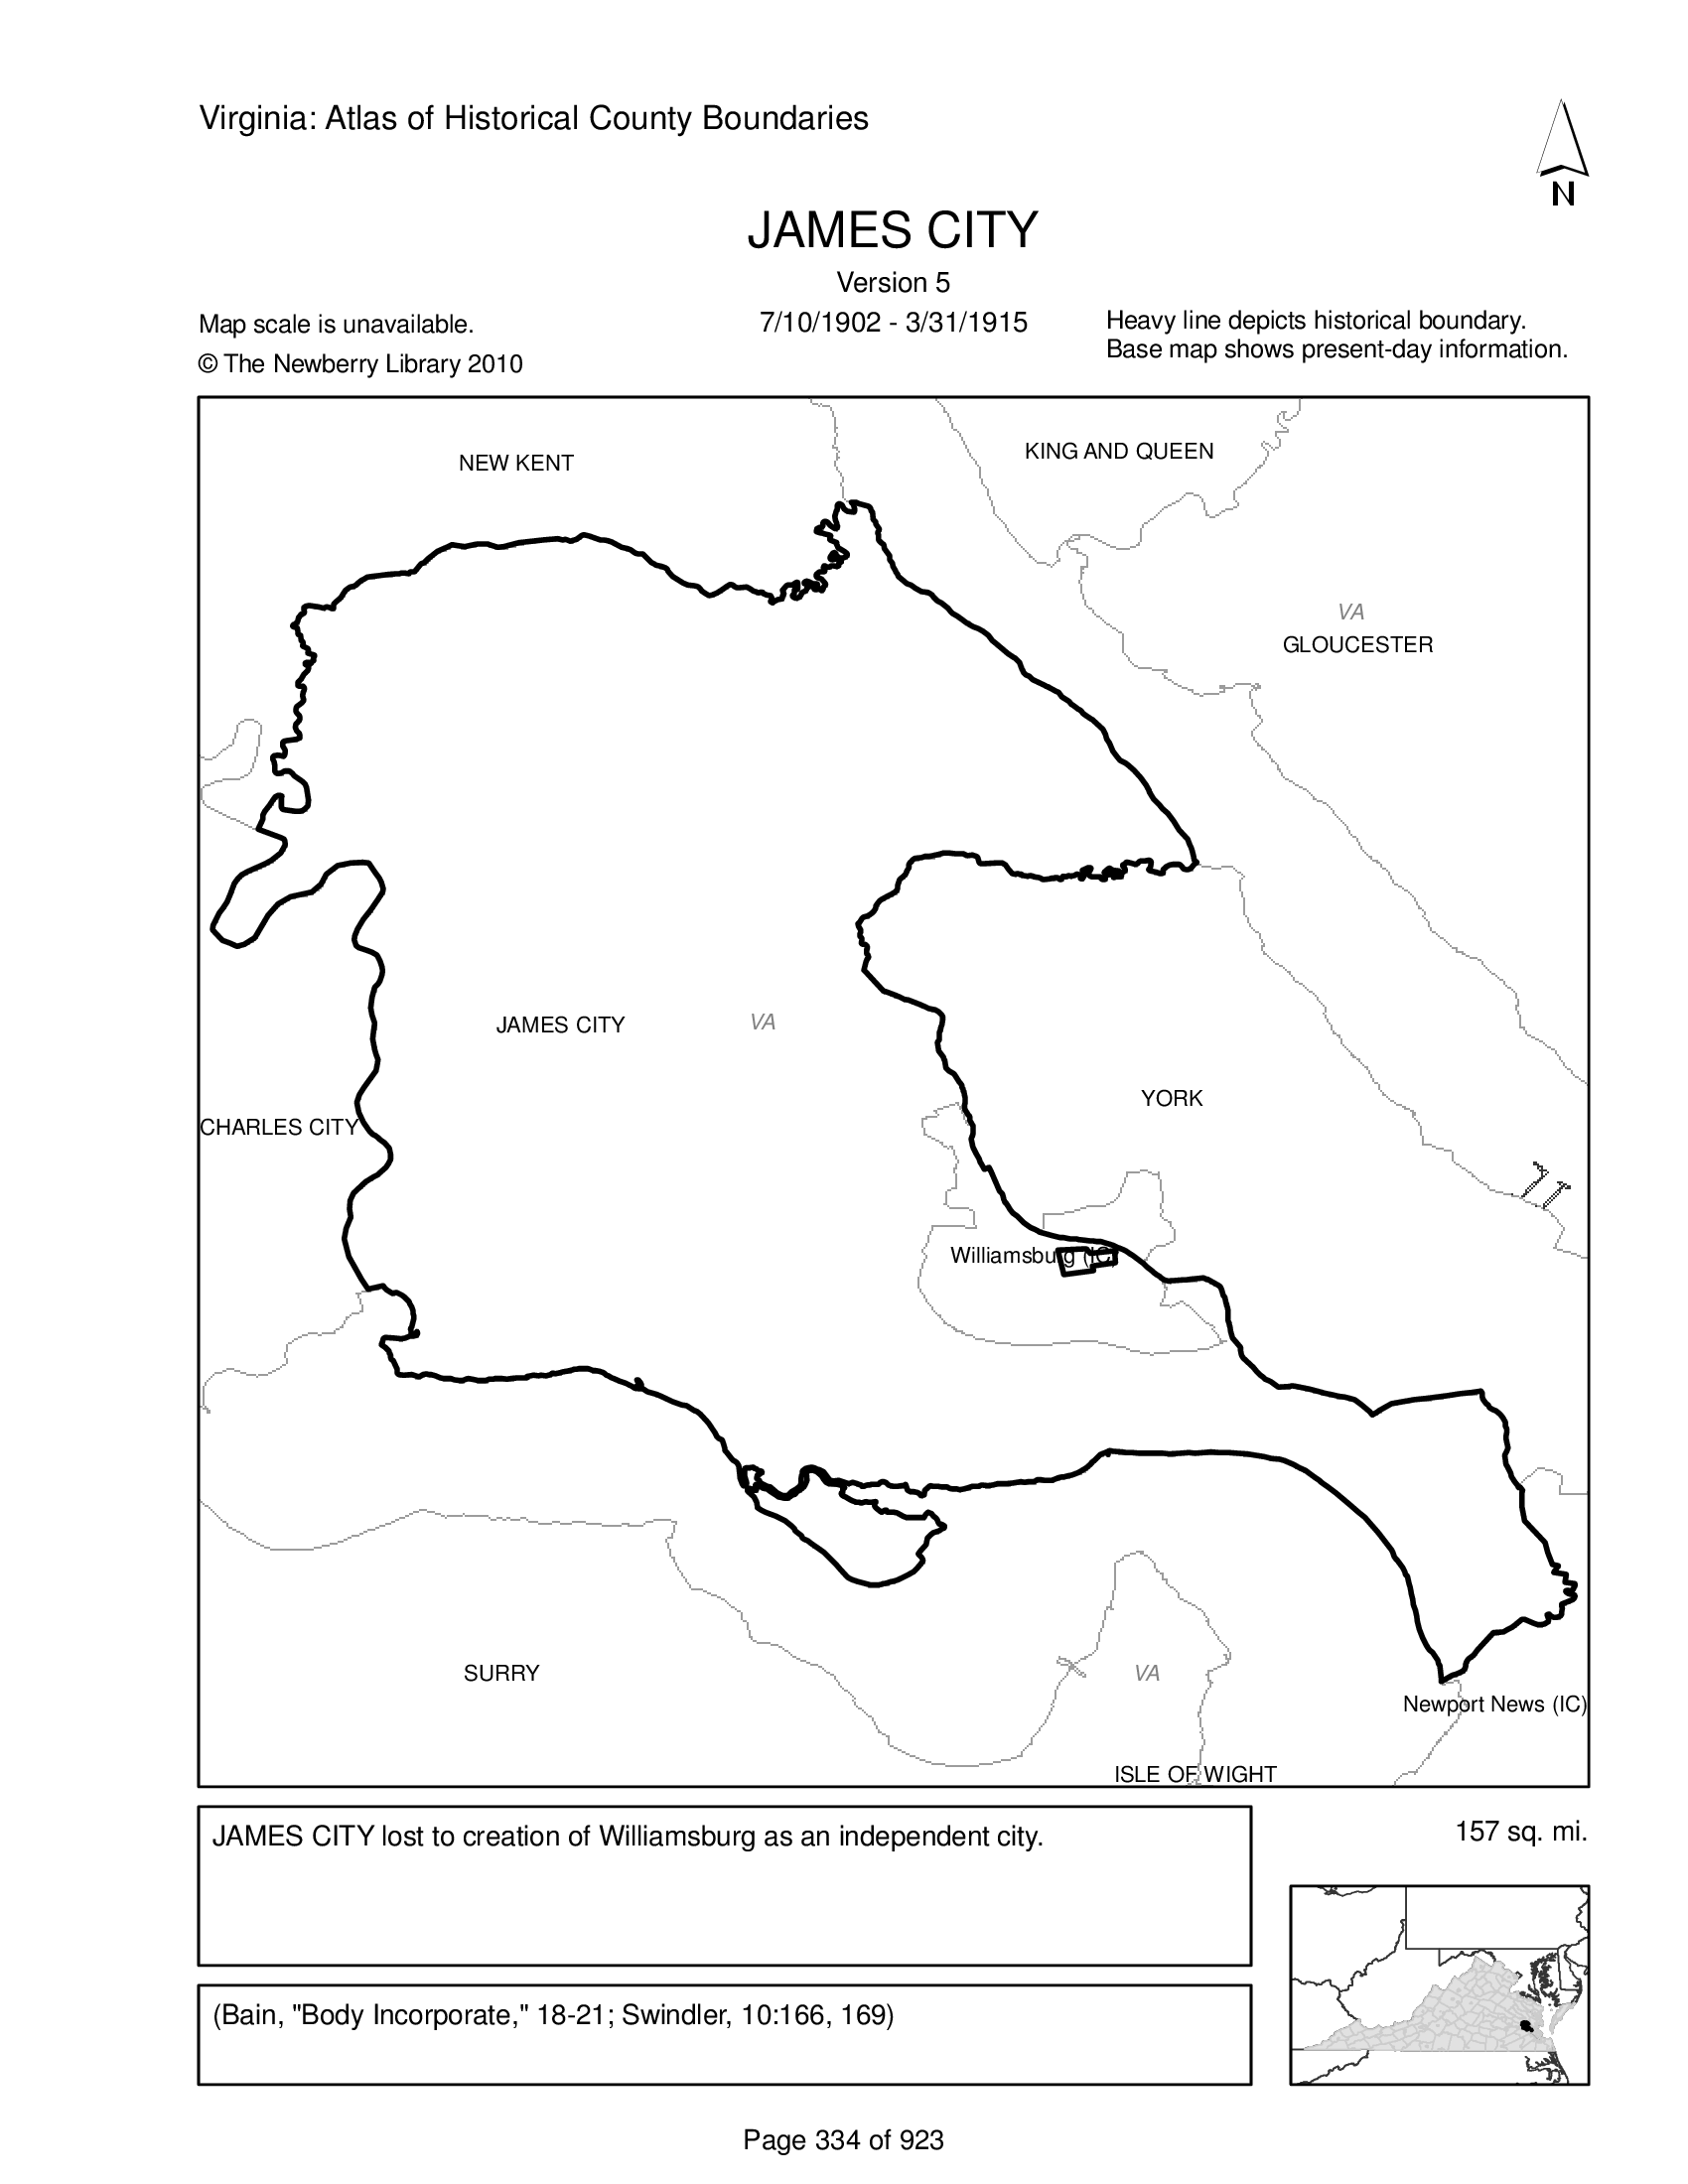 Virginia: Atlas of Historical County Boundaries
N
JAMES CITY
Version 5
7/10/1902 - 3/31/1915
Map scale is unavailable.
© The Newberry Library 2010
Heavy line depicts historical boundary.
Base map shows present-day information.
NEW KENT
KING AND QUEEN
VA
GLOUCESTER
JAMES CITY
VA
YORK
CHARLES CITY
Williamsburg (IC)
SURRY
VA
Newport News (IC)
ISLE OF WIGHT
JAMES CITY lost to creation of Williamsburg as an independent city.
157 sq. mi.
(Bain, "Body Incorporate," 18-21; Swindler, 10:166, 169)
Page 334 of 923